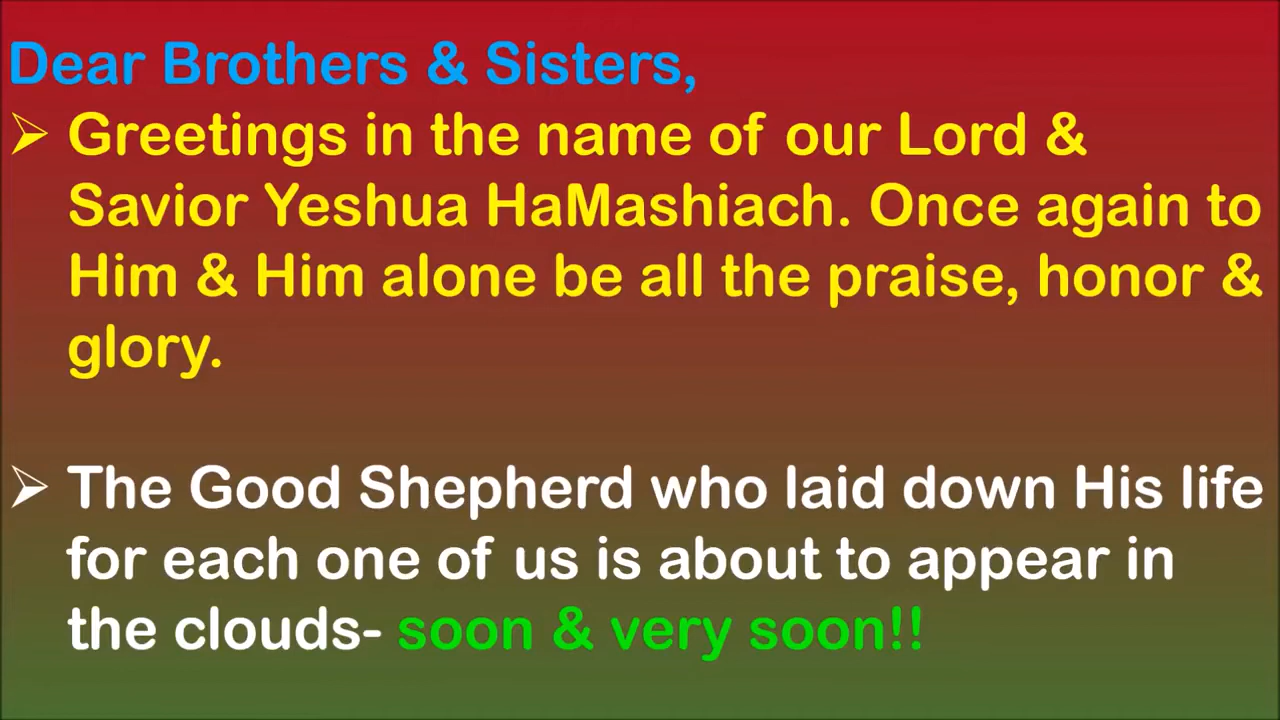 Dear Brothers & Sisters,
➢ Greetings in the name of our Lord &
Savior Yeshua HaMashiach. Once again to
Him & Him alone be all the praise, honor &
glory.
➢ The Good Shepherd who laid down His life
for each one of us is about to appear in
the clouds- soon & very soon!!